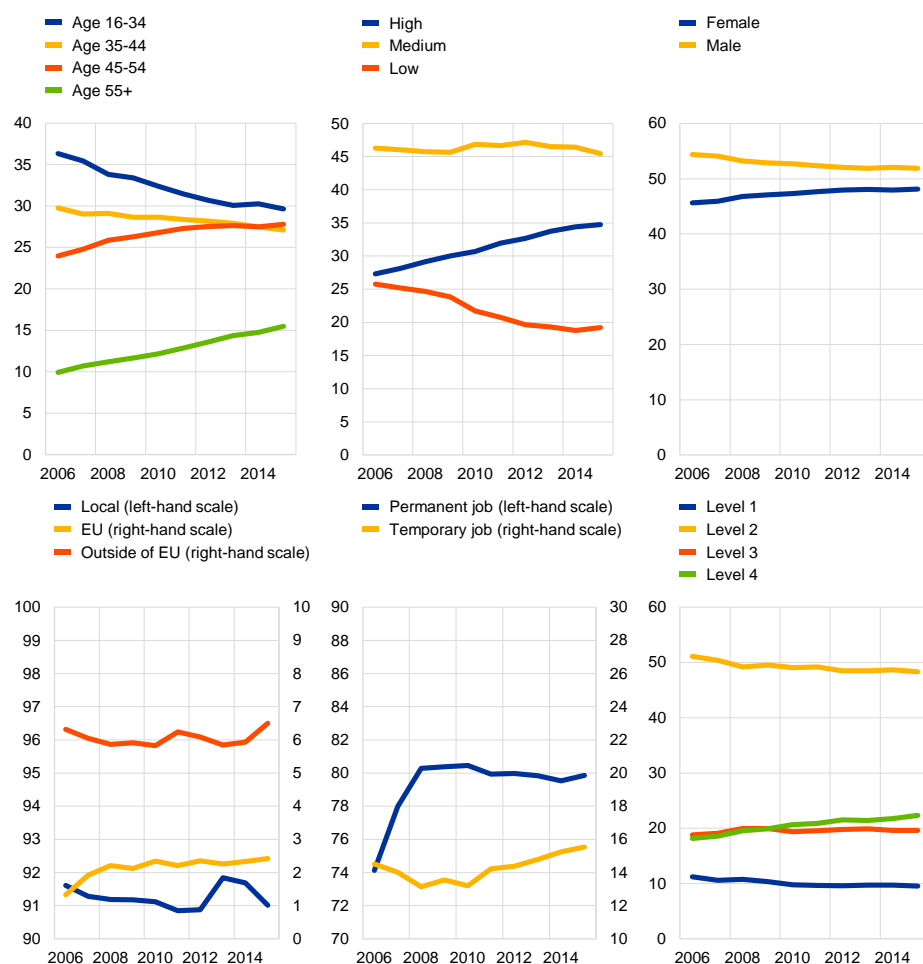 Age 16-34
Age 35-44
Age 45-54
Age 55+
High
Medium
Low
Female
Male
40
35
30
25
20
15
10
5
0
2006 2008 2010 2012 2014
50
45
40
35
30
25
20
15
10
5
0
2006 2008 2010 2012 2014
60
50
40
30
20
10
0
2006 2008 2010 2012 2014
Local (left-hand scale)
EU (right-hand scale)
Outside of EU (right-hand scale)
Permanent job (left-hand scale)
Temporary job (right-hand scale)
Level 1
Level 2
Level 3
Level 4
100 10
99 9
98 8
97 7
96 6
95 5
94 4
93 3
92 2
91 1
90 0
2006 2008 2010 2012 2014
90 30
88 28
86 26
84 24
82 22
80 20
78 18
76 16
74 14
72 12
70 10
2006 2008 2010 2012 2014
60
50
40
30
20
10
0
2006 2008 2010 2012 2014